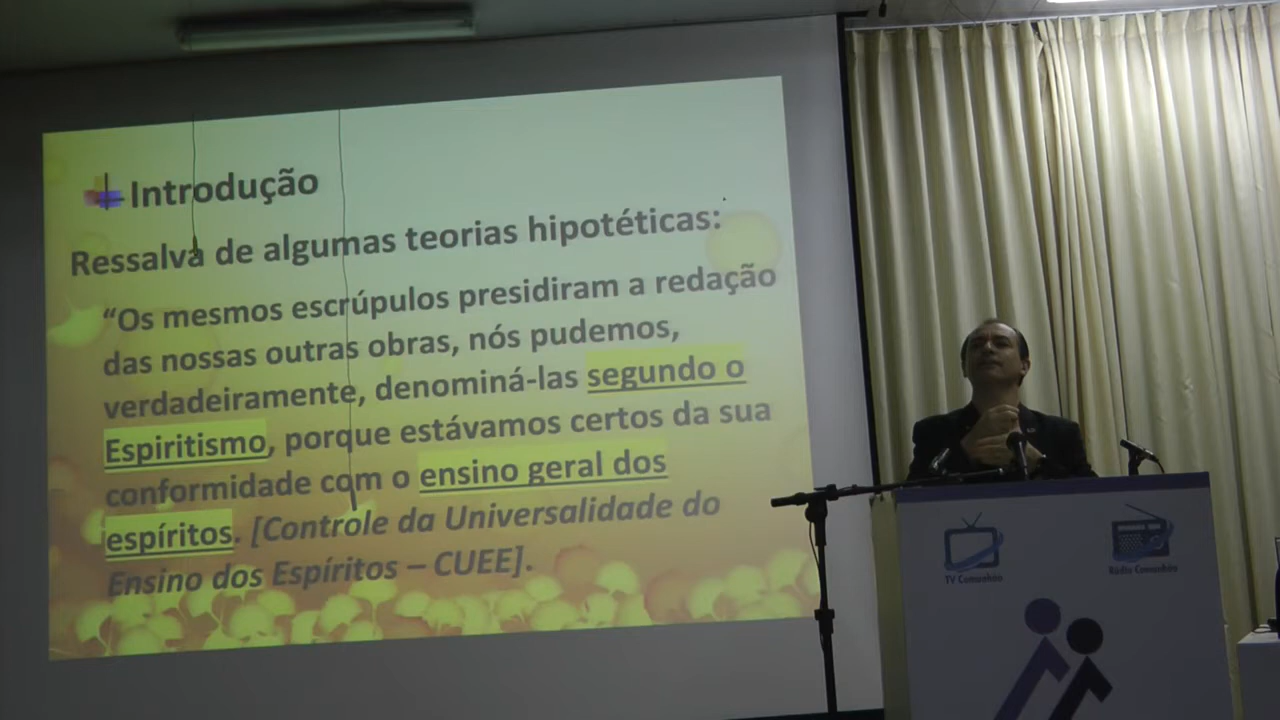 Introdução
Ressalva de algumas teorias hipotéticas:
“Os mesmos escrúpulos presidiram a redação
das nossas outras obras, nós pudemos,
verdadeiramente, denominá-las segundo o
Espiritismo, porque estávamos certos da sua
conformidade com o ensino geral dos
espíritos. [Controle da Universalidade do
Ensino dos Espíritos – CUEE].
TV Comunhão
Rádio Comunhão